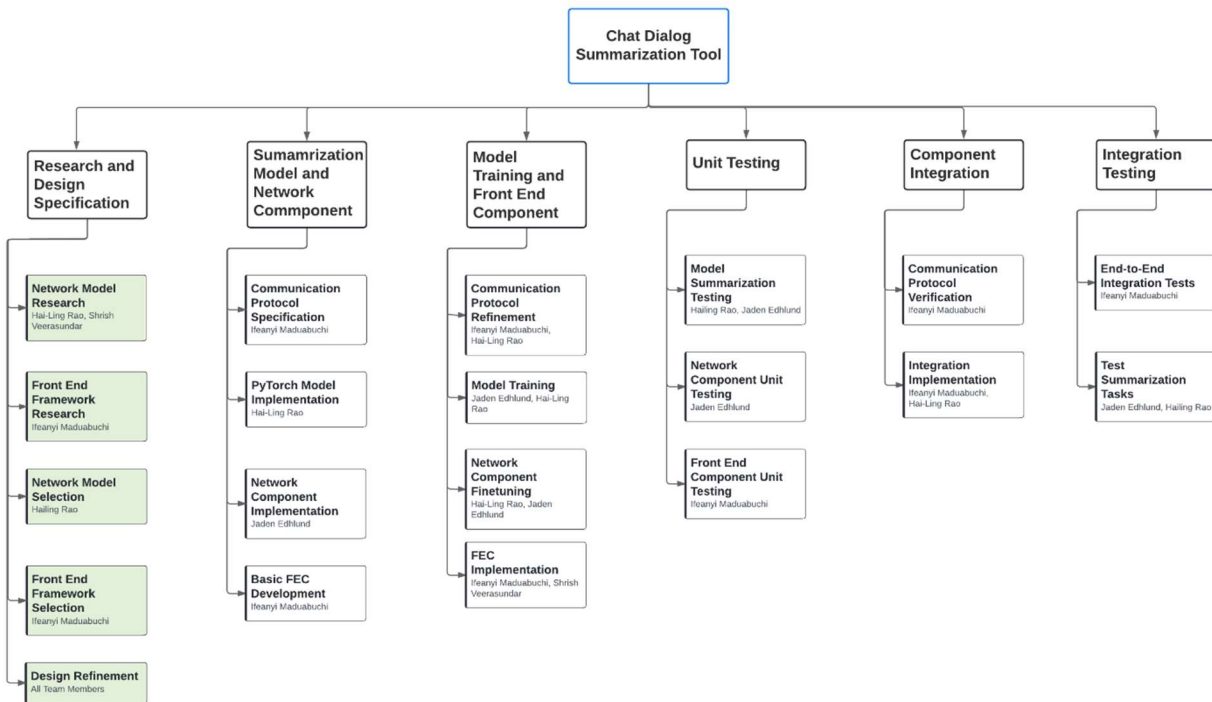 Chat Dialog
Summarization Tool
Research and
Design
Specification
Network Model
Research
Hai-Ling Rao, Shrish
Veerasundar
Front End
Framework
Research
Ifeanyi Maduabuchi
Network Model
Selection
Hailing Rao
Front End
Framework
Selection
Ifeanyi Maduabuchi
Design Refinement
All Team Members
Sumamrization
Model and
Network
Commponent
Communication
Protocol
Specification
Ifeanyi Maduabuchi
PyTorch Model
Implementation
Hai-Ling Rao
Network
Component
Implementation
Jaden Edhlund
Basic FEC
Development
Ifeanyi Maduabuchi
Model
Training and
Front End
Component
Communication
Protocol
Refinement
Ifeanyi Maduabuchi,
Hai-Ling Rao
Model Training
Jaden Edhlund, Hai-Ling
Rao
Network
Component
Finetuning
Hai-Ling Rao, Jaden
Edhlund
FEC
Implementation
Ifeanyi Maduabuchi, Shrish
Veerasundar
Unit Testing
Model
Summarization
Testing
Hailing Rao, Jaden Edhlund
Network
Component Unit
Testing
Jaden Edhlund
Front End
Component Unit
Testing
Ifeanyi Maduabuchi
Component
Integration
Communication
Protocol
Verification
Ifeanyi Maduabuchi
Integration
Implementation
Ifeanyi Maduabuchi,
Hai-Ling Rao
Integration
Testing
End-to-End
Integration Tests
Ifeanyi Maduabuchi
Test
Summarization
Tasks
Jaden Edhlund, Hailing Rao